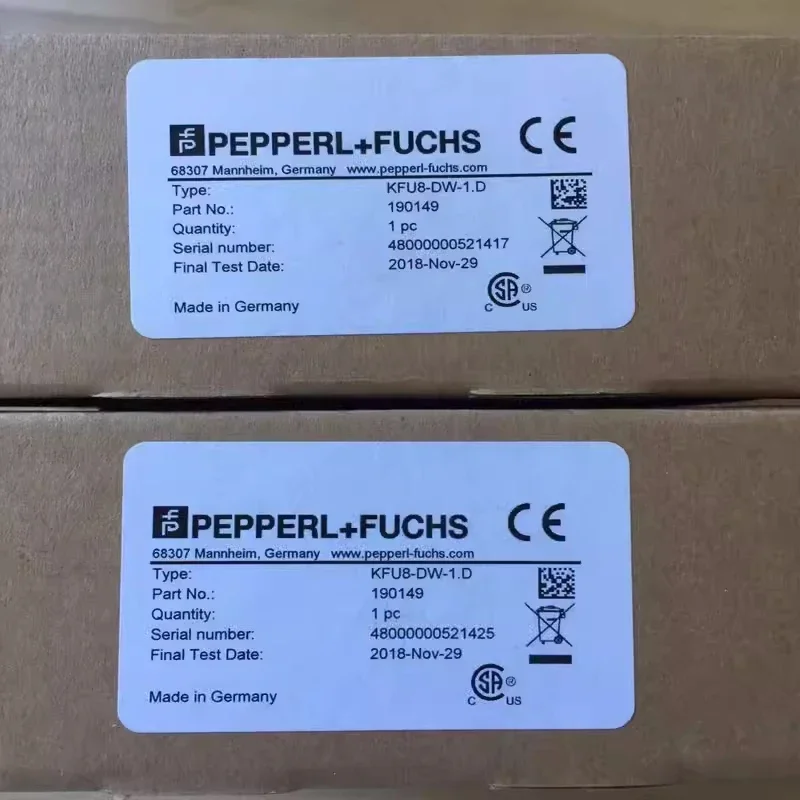 PEPPERL+FUCHS CE
68307 Mannheim, Germany www.pepperl-fuchs.com
Type: KFU8-DW-1.D
Part No.: 190149
Quantity: 1 pc
Serial number: 48000000521417
Final Test Date: 2018-Nov-29
SA ®
C US
Made in Germany
PEPPERL+FUCHS CE
68307 Mannheim, Germany www.pepperl-fuchs.com
Type: KFU8-DW-1.D
Part No.: 190149
Quantity: 1 pc
Serial number: 48000000521425
Final Test Date: 2018-Nov-29
SA ®
C US
Made in Germany